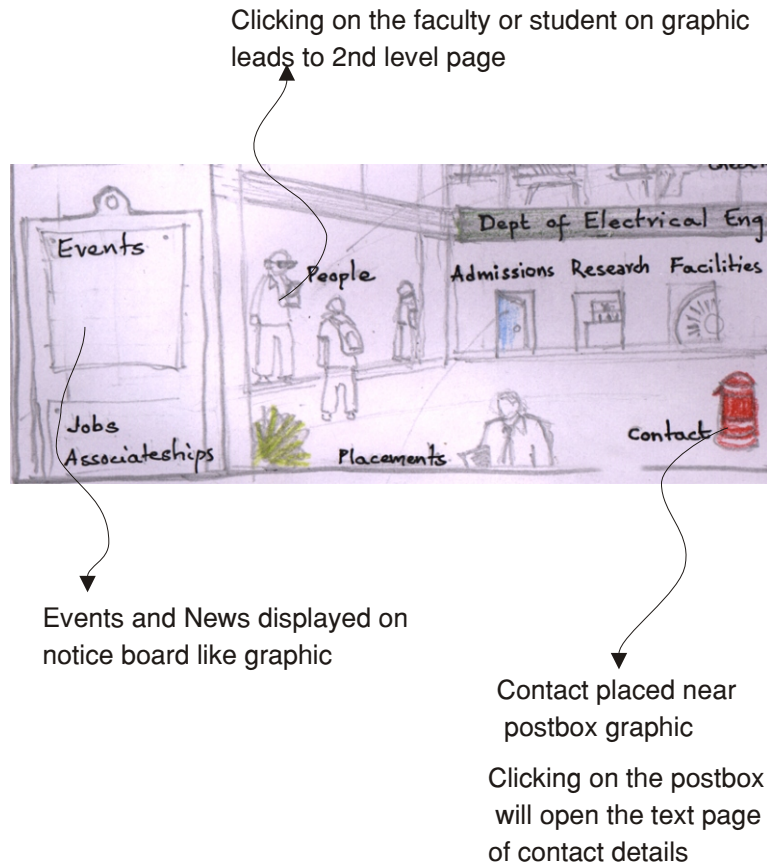 Clicking on the faculty or student on graphic
leads to 2nd level page
Dept of Electrical Eng
Events
People
Admissions Research Facilities
Jobs
Associateships
Placements
Contact
Events and News displayed on
notice board like graphic
Contact placed near
postbox graphic
Clicking on the postbox
will open the text page
of contact details